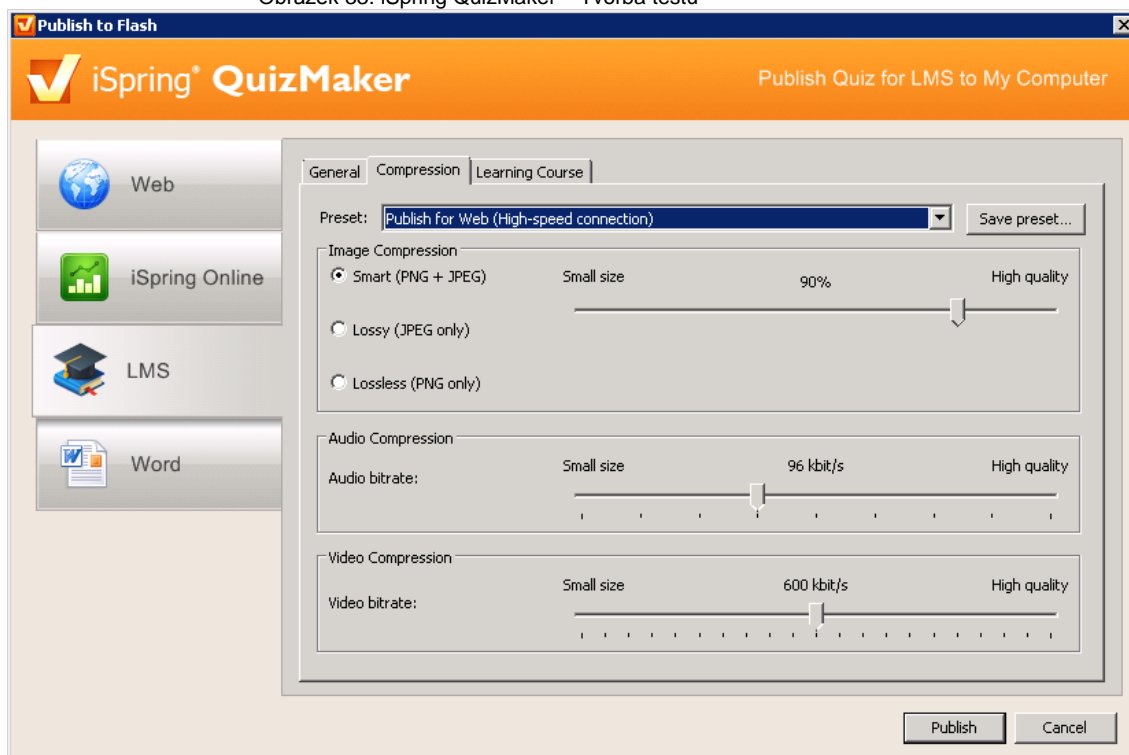 Publish to Flash
iSpring® QuizMaker
Publish Quiz for LMS to My Computer
Web
iSpring Online
LMS
Word
General Compression Learning Course
Preset: Publish for Web (High-speed connection) Save preset...
Image Compression
Smart (PNG + JPEG) Small size 90% High quality
Lossy (JPEG only)
Lossless (PNG only)
Audio Compression
Audio bitrate: Small size 96 kbit/s High quality
Video Compression
Video bitrate: Small size 600 kbit/s High quality
Publish Cancel